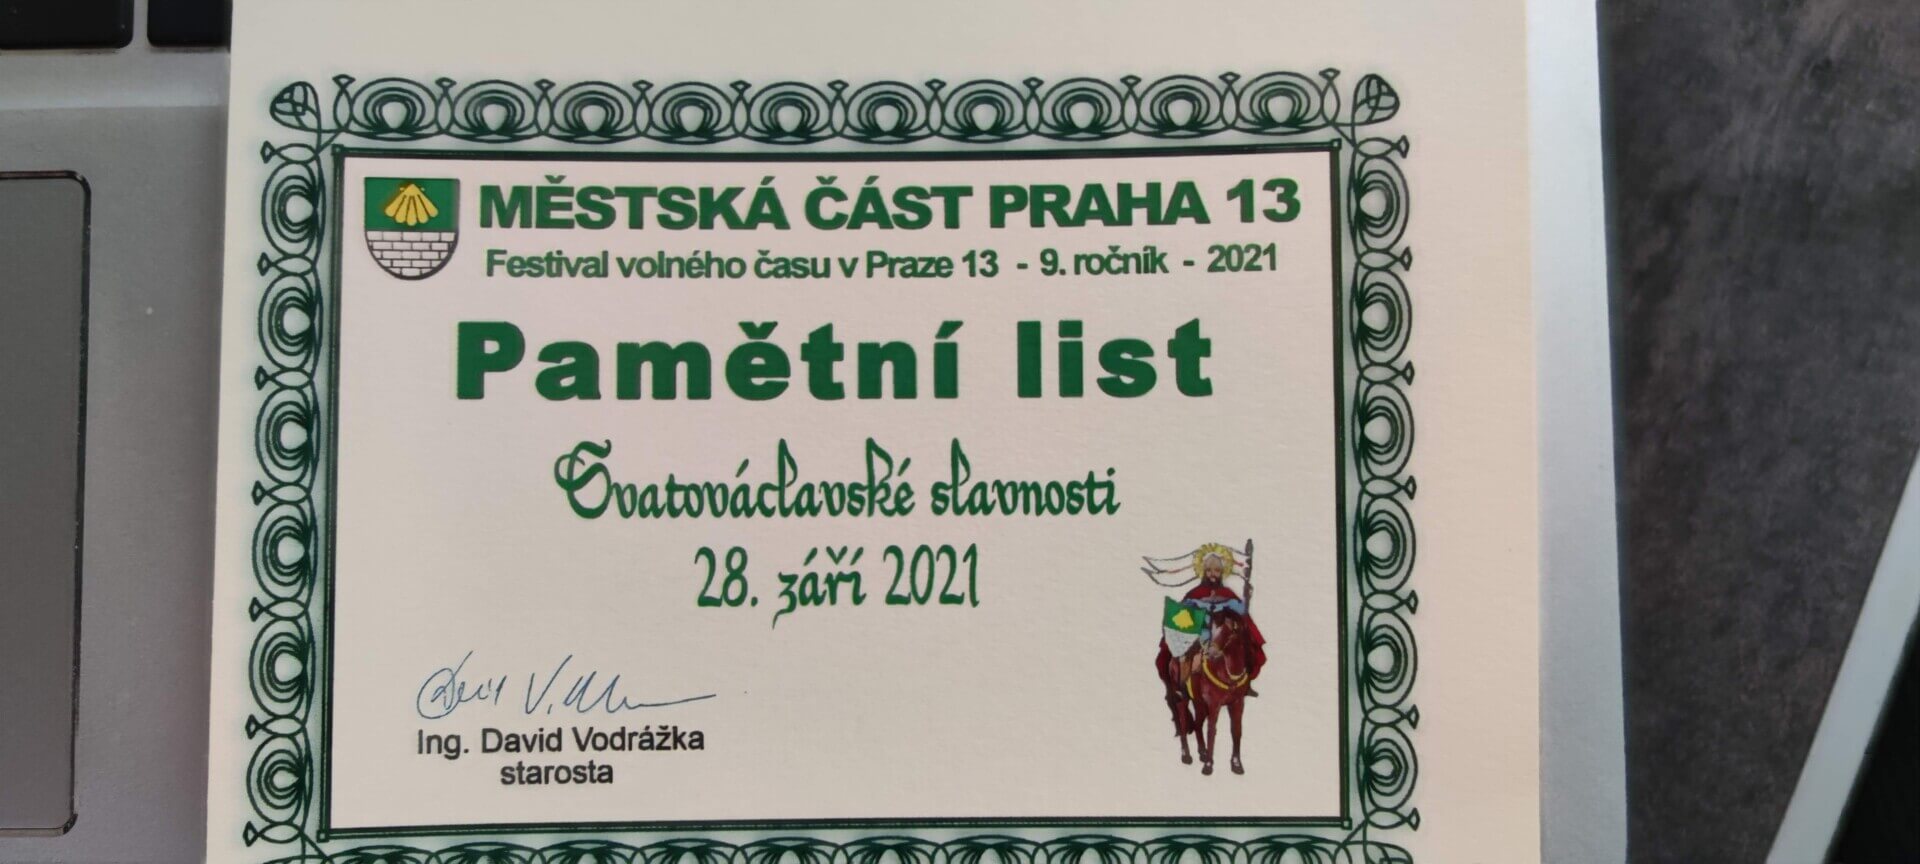 MĚSTSKÁ ČÁST PRAHA 13
Festival volného času v Praze 13 - 9. ročník - 2021
Pamětní list
Svatováclavské slavnosti
28. září 2021
Ing. David Vodrážka
starosta